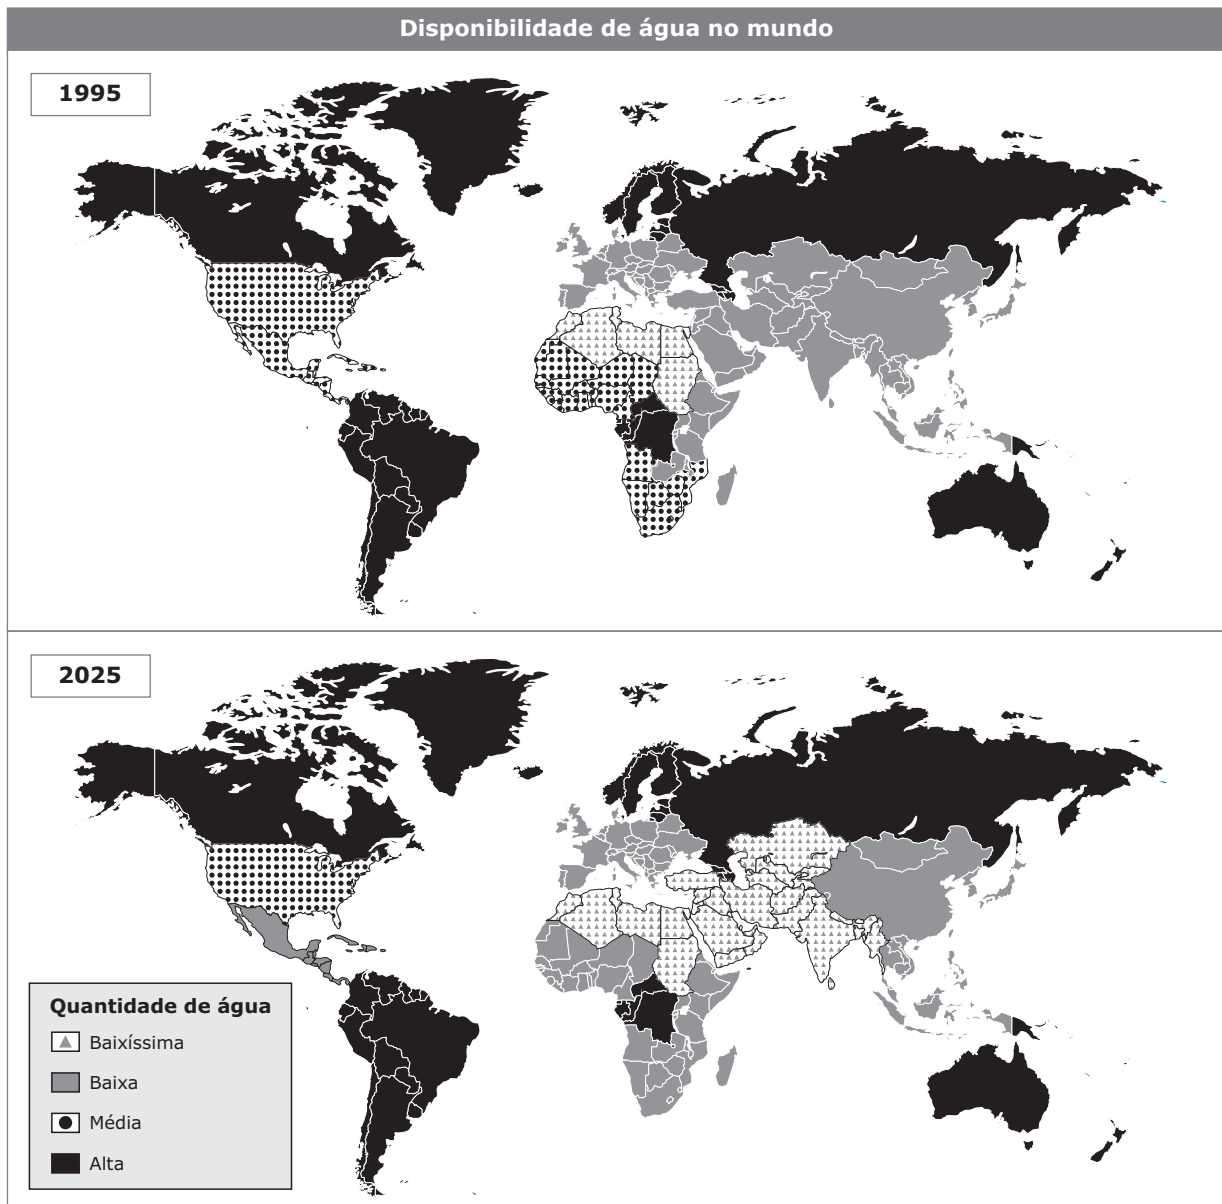 Disponibilidade de água no mundo
1995
2025
Quantidade de água
Baixíssima
Baixa
Média
Alta